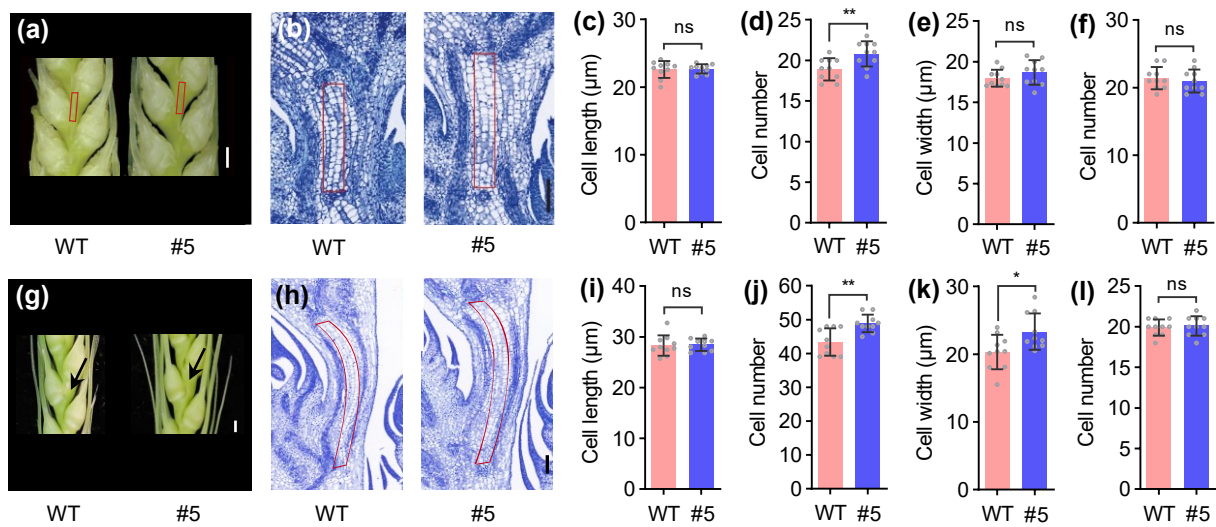 (a)
WT #5
(b)
WT #5
(c)
Cell length (µm)
30
20
10
0
ns
WT #5
(d)
Cell number
25
20
15
10
5
0
**
WT #5
(e)
Cell width (µm)
25
20
15
10
5
0
ns
WT #5
(f)
Cell number
30
20
10
0
ns
WT #5
(g)
WT #5
(h)
WT #5
(i)
Cell length (µm)
40
30
20
10
0
ns
WT #5
(j)
Cell number
60
50
40
30
20
10
0
**
WT #5
(k)
Cell width (µm)
30
20
10
0
*
WT #5
(l)
Cell number
25
20
15
10
5
0
ns
WT #5